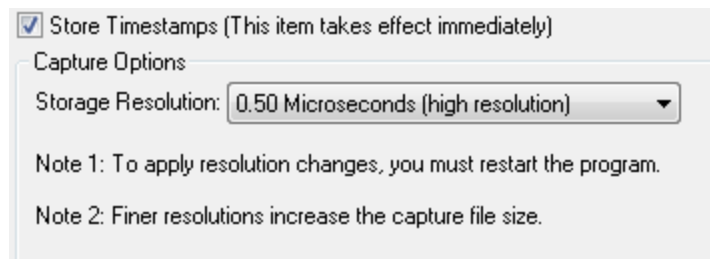 Store Timestamps (This item takes effect immediately)
Capture Options
Storage Resolution: 0.50 Microseconds (high resolution)
Note 1: To apply resolution changes, you must restart the program.
Note 2: Finer resolutions increase the capture file size.